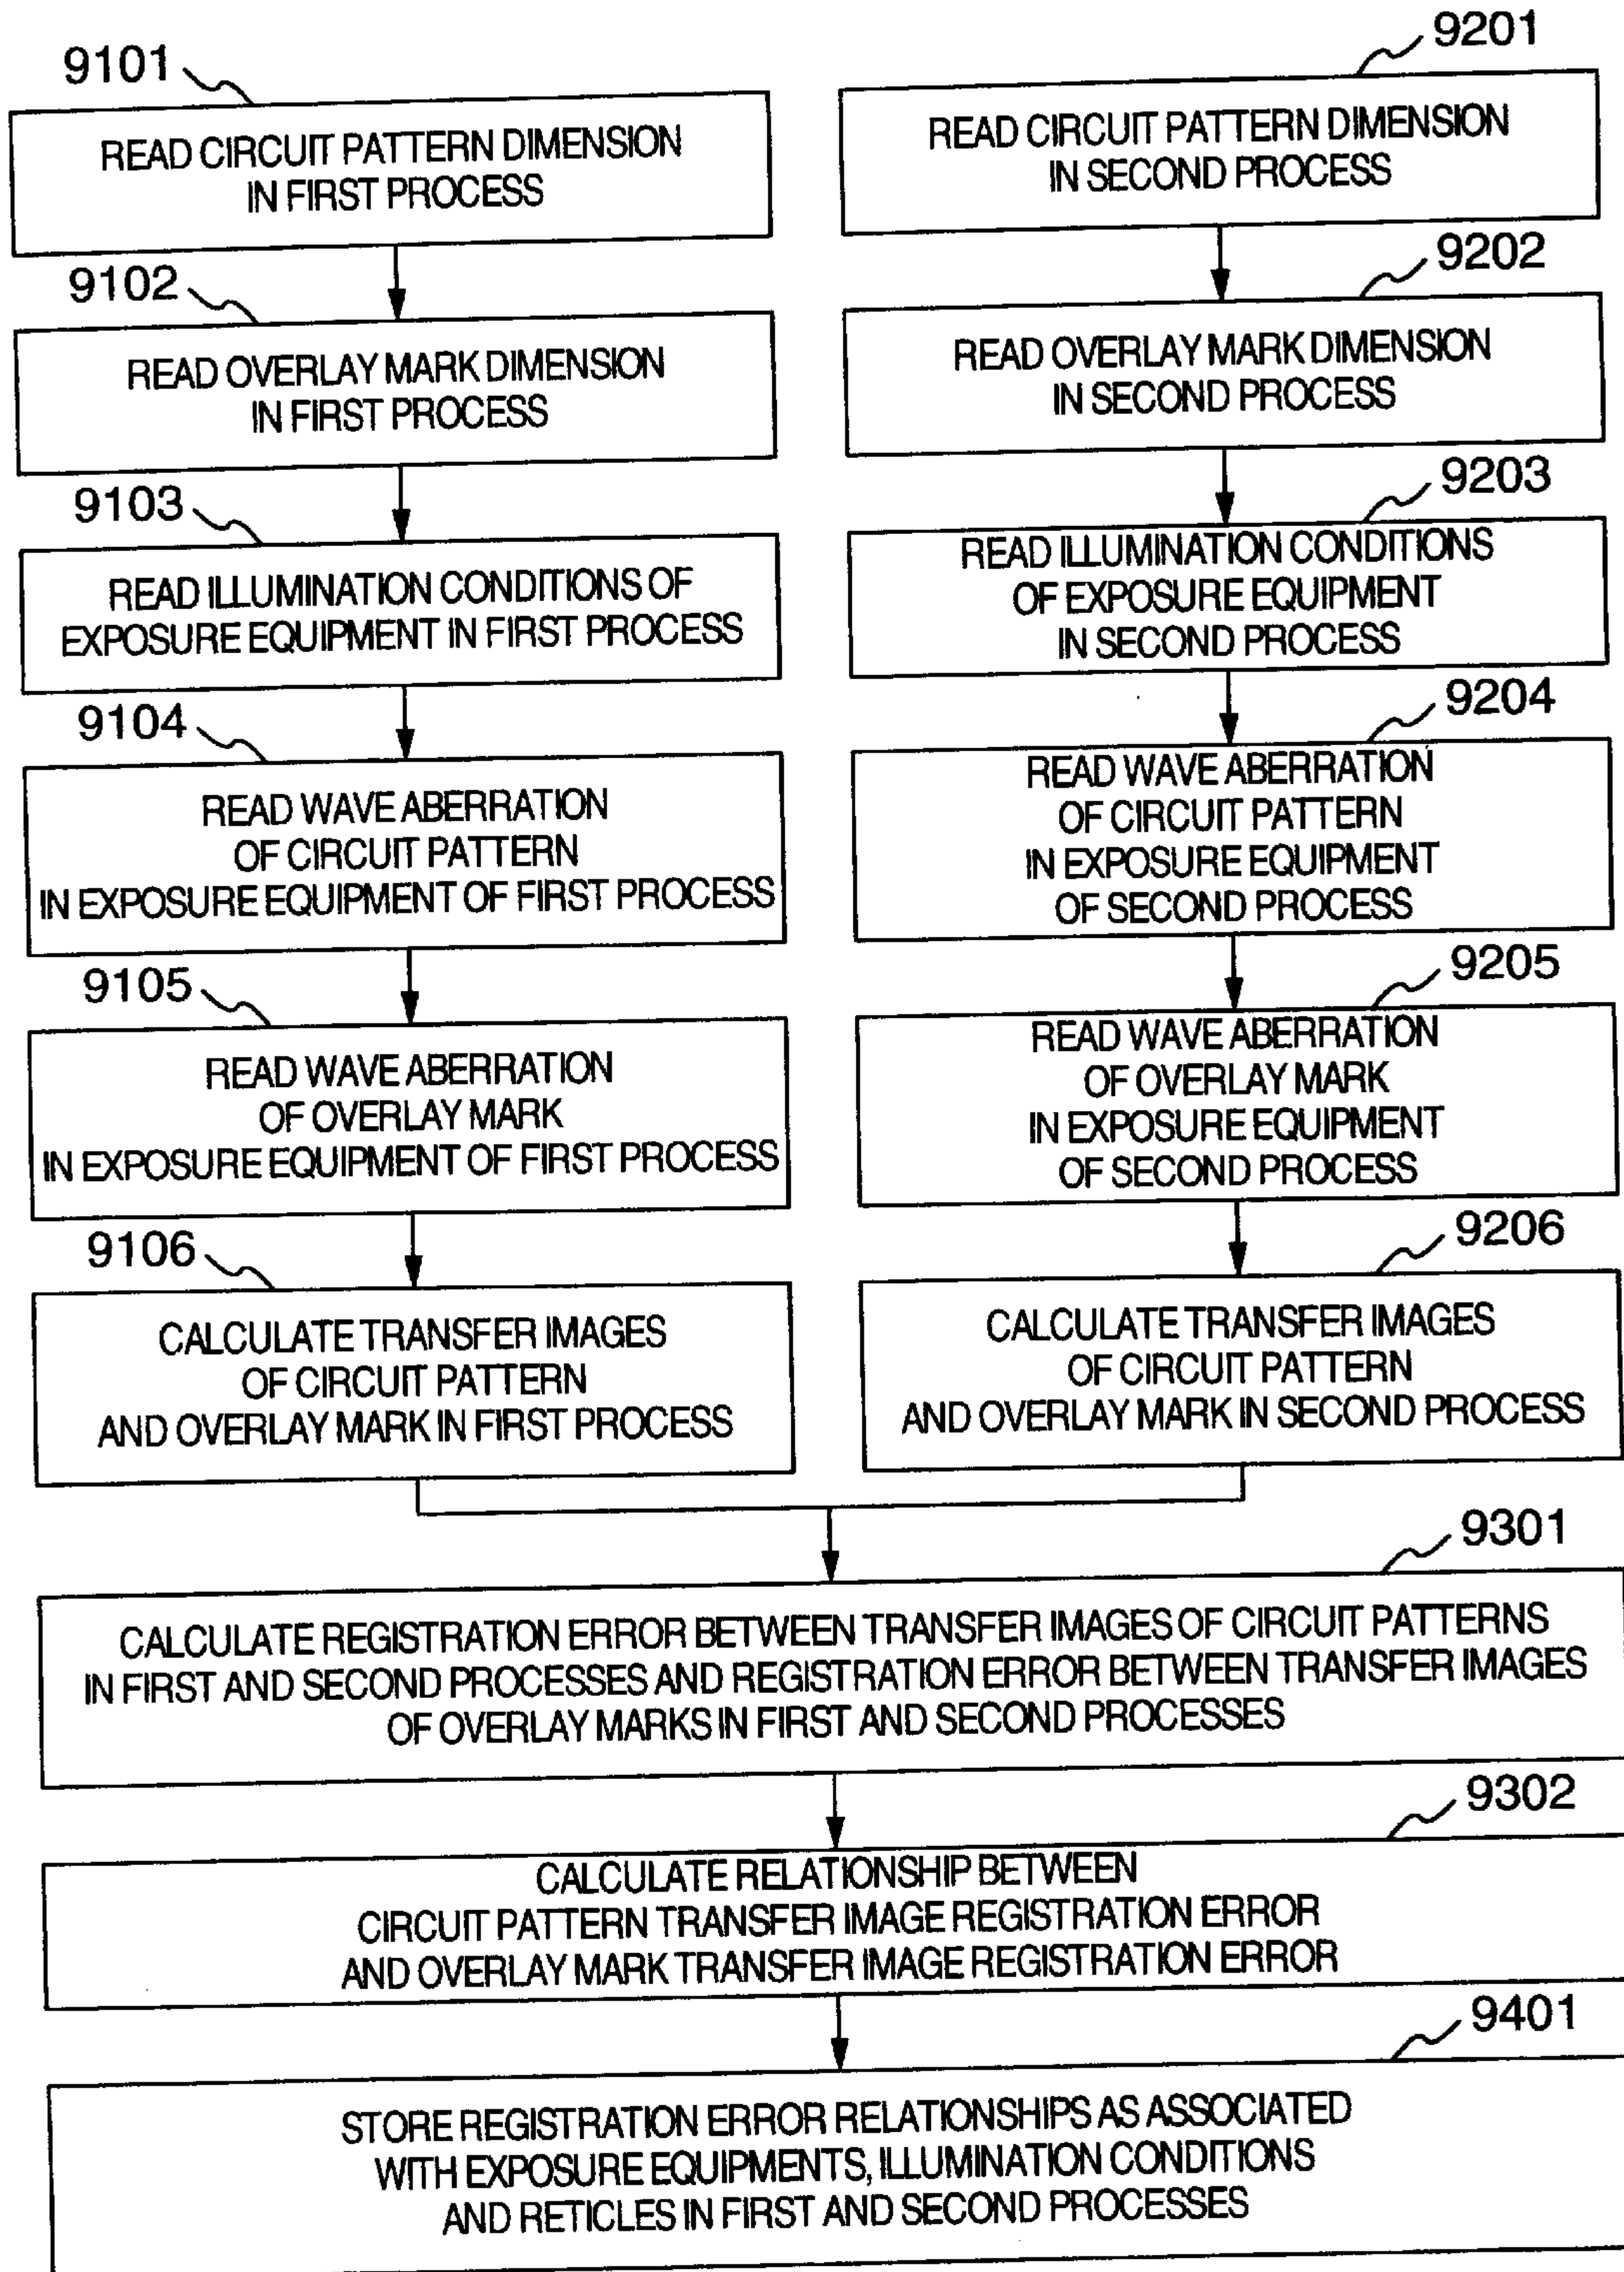 9101
READ CIRCUIT PATTERN DIMENSION
IN FIRST PROCESS
9102
READ OVERLAY MARK DIMENSION
IN FIRST PROCESS
9103
READ ILLUMINATION CONDITIONS OF
EXPOSURE EQUIPMENT IN FIRST PROCESS
9104
READ WAVE ABERRATION
OF CIRCUIT PATTERN
IN EXPOSURE EQUIPMENT OF FIRST PROCESS
9105
READ WAVE ABERRATION
OF OVERLAY MARK
IN EXPOSURE EQUIPMENT OF FIRST PROCESS
9106
CALCULATE TRANSFER IMAGES
OF CIRCUIT PATTERN
AND OVERLAY MARK IN FIRST PROCESS
9201
READ CIRCUIT PATTERN DIMENSION
IN SECOND PROCESS
9202
READ OVERLAY MARK DIMENSION
IN SECOND PROCESS
9203
READ ILLUMINATION CONDITIONS
OF EXPOSURE EQUIPMENT
IN SECOND PROCESS
9204
READ WAVE ABERRATION
OF CIRCUIT PATTERN
IN EXPOSURE EQUIPMENT
OF SECOND PROCESS
9205
READ WAVE ABERRATION
OF OVERLAY MARK
IN EXPOSURE EQUIPMENT
OF SECOND PROCESS
9206
CALCULATE TRANSFER IMAGES
OF CIRCUIT PATTERN
AND OVERLAY MARK IN SECOND PROCESS
9301
CALCULATE REGISTRATION ERROR BETWEEN TRANSFER IMAGES OF CIRCUIT PATTERNS
IN FIRST AND SECOND PROCESSES AND REGISTRATION ERROR BETWEEN TRANSFER IMAGES
OF OVERLAY MARKS IN FIRST AND SECOND PROCESSES
9302
CALCULATE RELATIONSHIP BETWEEN
CIRCUIT PATTERN TRANSFER IMAGE REGISTRATION ERROR
AND OVERLAY MARK TRANSFER IMAGE REGISTRATION ERROR
9401
STORE REGISTRATION ERROR RELATIONSHIPS AS ASSOCIATED
WITH EXPOSURE EQUIPMENTS, ILLUMINATION CONDITIONS
AND RETICLES IN FIRST AND SECOND PROCESSES